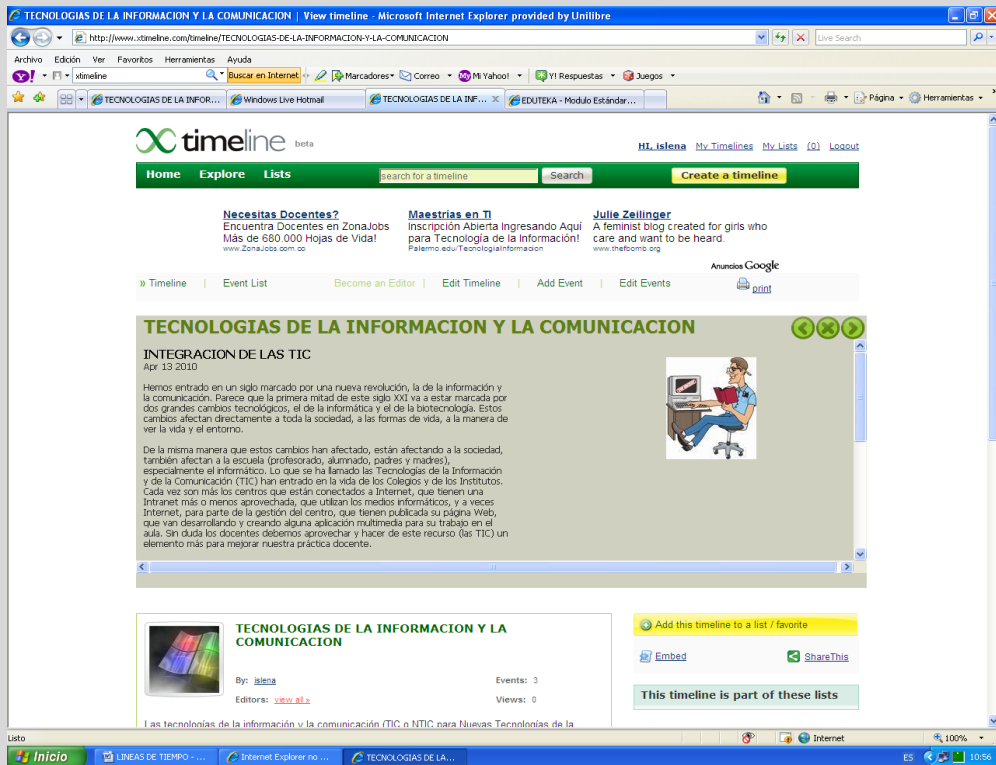 TECNOLOGIAS DE LA INFORMACION Y LA COMUNICACION | View timeline - Microsoft Internet Explorer provided by Unilibre
http://www.xtimeline.com/timeline/TECNOLOGIAS-DE-LA-INFORMACION-Y-LA-COMUNICACION
Live Search
Archivo Edición Ver Favoritos Herramientas Ayuda
Y! xtimeline Buscar en Internet Marcadores Correo Mi Yahoo! Y! Respuestas Juegos
TECNOLOGIAS DE LA INFOR... Windows Live Hotmail TECNOLOGIAS DE LA INF... X EDUTEKA - Modulo Estándar... Página Herramientas
timeline beta
HI, islena My Timelines My Lists (0) Logout
Home Explore Lists search for a timeline Search Create a timeline
Necesitas Docentes? Maestrias en TI Julie Zeilinger
Encuentra Docentes en ZonaJobs Inscripción Abierta Ingresando Aquí A feminist blog created for girls who
Más de 680.000 Hojas de Vida! para Tecnología de la Información! care and want to be heard.
www.ZonaJobs.com.co Palermo.edu/TecnologiaInformacion www.thefbomb.org
Anuncios Google
» Timeline | Event List Become an Editor | Edit Timeline | Add Event | Edit Events print
TECNOLOGIAS DE LA INFORMACION Y LA COMUNICACION
INTEGRACION DE LAS TIC
Apr 13 2010
Hemos entrado en un siglo marcado por una nueva revolución, la de la información y
la comunicación. Parece que la primera mitad de este siglo XXI va a estar marcada por
dos grandes cambios tecnológicos, el de la informática y el de la biotecnología. Estos
cambios afectan directamente a toda la sociedad, a las formas de vida, a la manera de
ver la vida y el entorno.
De la misma manera que estos cambios han afectado, están afectando a la sociedad,
también afectan a la escuela (profesorado, alumnado, padres y madres),
especialmente el informático. Lo que se ha llamado las Tecnologías de la Información
y de la Comunicación (TIC) han entrado en la vida de los Colegios y de los Institutos.
Cada vez son más los centros que están conectados a Internet, que tienen una
Intranet más o menos aprovechada, que utilizan los medios informáticos, y a veces
Internet, para parte de la gestión del centro, que tienen publicada su página Web,
que van desarrollando y creando alguna aplicación multimedia para su trabajo en el
aula. Sin duda los docentes debemos aprovechar y hacer de este recurso (las TIC) un
elemento más para mejorar nuestra práctica docente.
TECNOLOGIAS DE LA INFORMACION Y LA
COMUNICACION
By: islena Events: 3
Editors: view all » Views: 0
Las tecnologías de la información y la comunicación (TIC o NTIC para Nuevas Tecnologías de la
Add this timeline to a list / favorite
Embed ShareThis
This timeline is part of these lists
Listo Internet 100%
Inicio LINEAS DE TIEMPO - ... Internet Explorer no ... TECNOLOGIAS DE LA... ES 10:56